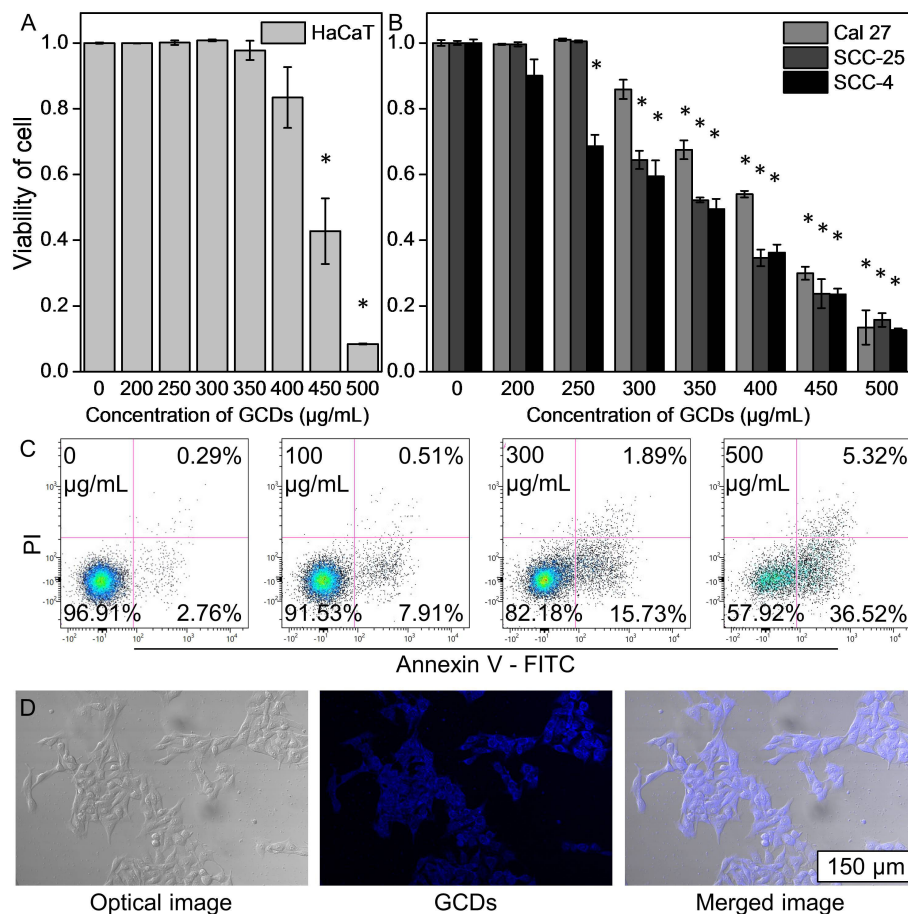 A
HaCaT
Viability of cell
1.0
0.8
0.6
0.4
0.2
0.0
0 200 250 300 350 400 450 500
Concentration of GCDs (µg/mL)
B
Cal 27
SCC-25
SCC-4
1.0
0.8
0.6
0.4
0.2
0.0
* * * * * * * * * * * * * * * * * *
0 200 250 300 350 400 450 500
Concentration of GCDs (µg/mL)
C
PI
0 µg/mL
0.29%
96.91%
2.76%
100 µg/mL
0.51%
91.53%
7.91%
300 µg/mL
1.89%
82.18%
15.73%
500 µg/mL
5.32%
57.92%
36.52%
Annexin V - FITC
D
150 µm
Optical image
GCDs
Merged image